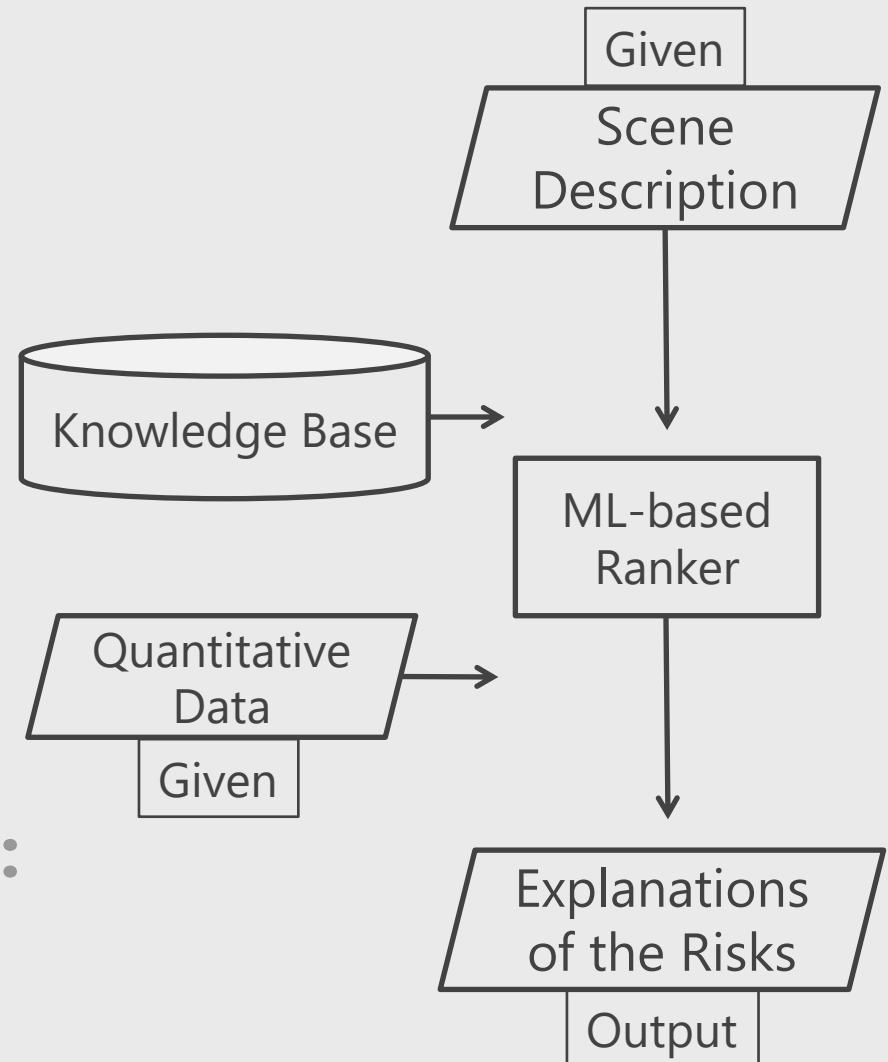 Given
Scene
Description
Knowledge Base
ML-based
Ranker
Quantitative
Data
Given
:
Explanations
of the Risks
Output